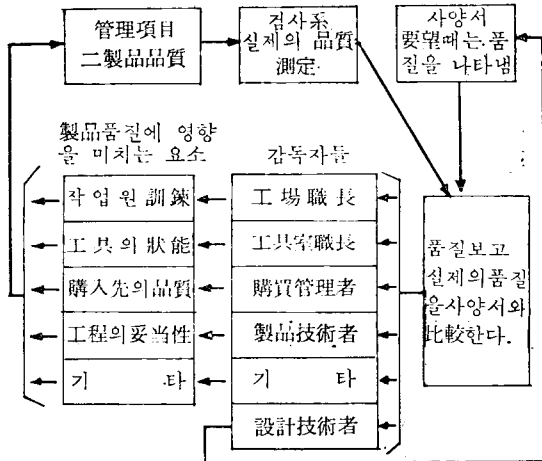 管理項目
二製品品質
검사系
실제의 品質
測定
사양서
要望때는 품
질을 나타냄
製品품질에 영향
을 미치는 요소
감독자들
작업원訓練
工具의狀能
購入先의品質
工程의妥当性
기 타
工場職長
工具室職長
購買管理者
製品技術者
기 타
設計技術者
품질보고
실제의품질
을사양서와
比較한다.